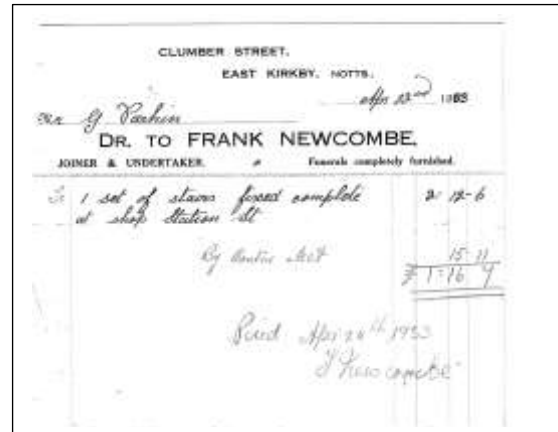 CLUMBER STREET.
EAST KIRKBY, NOTTS.
Apr 22nd 1933
Mr G Parkin
DR. TO FRANK NEWCOMBE,
JOINER & UNDERTAKER. Funerals completely furnished.
To 1 set of stairs fixed complete 2 12-6
at shop Station St
By Contra Acct 15-11
£ 1-16 7
Paid Apr 24th 1933
F Newcombe